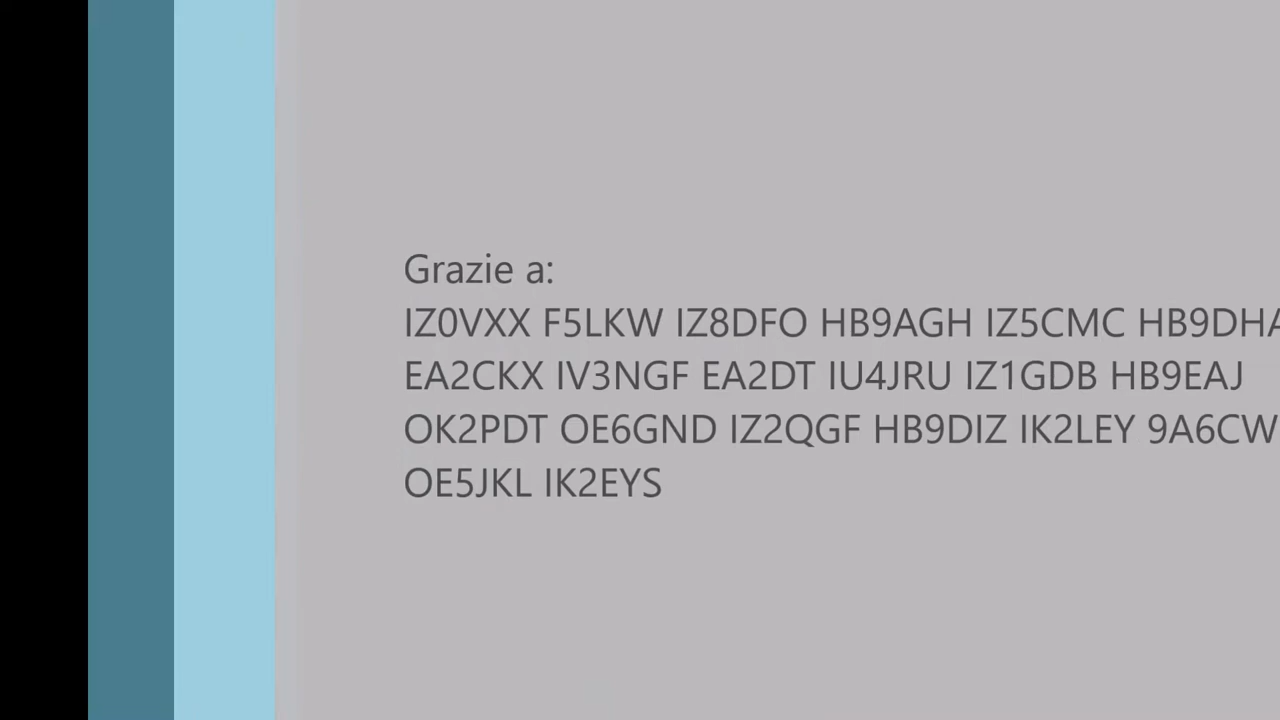 Grazie a:
IZ0VXX F5LKW IZ8DFO HB9AGH IZ5CMC HB9DHA
EA2CKX IV3NGF EA2DT IU4JRU IZ1GDB HB9EAJ
OK2PDT OE6GND IZ2QGF HB9DIZ IK2LEY 9A6CW
OE5JKL IK2EYS